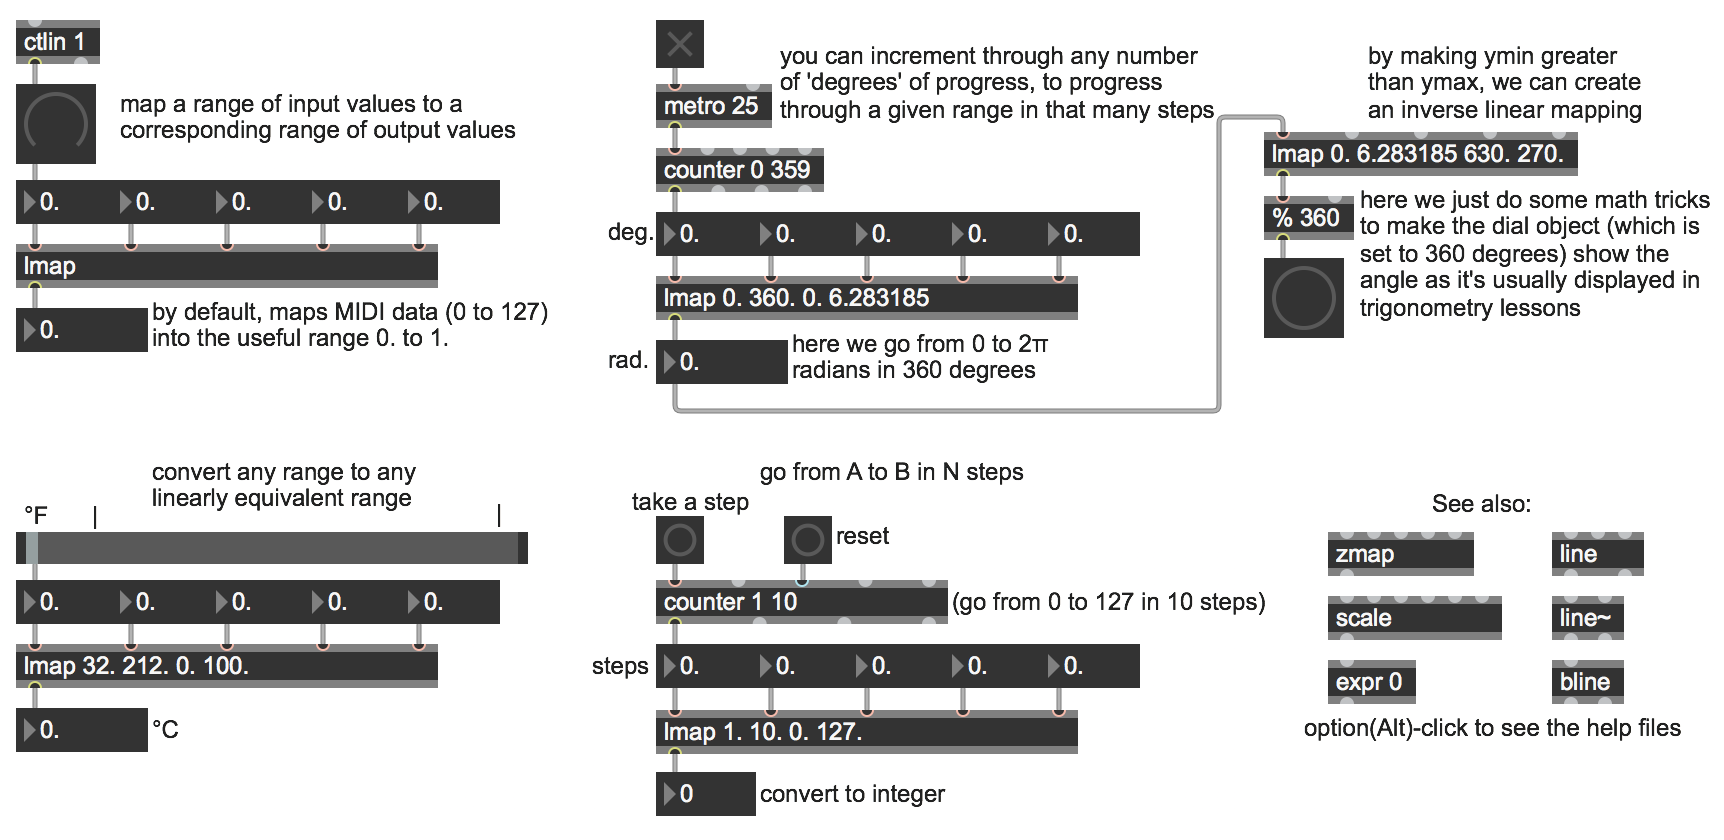 ctlin 1
map a range of input values to a
corresponding range of output values
0. 0. 0. 0. 0.
lmap
by default, maps MIDI data (0 to 127)
into the useful range 0. to 1.
0.
you can increment through any number
of 'degrees' of progress, to progress
through a given range in that many steps
metro 25
counter 0 359
deg. 0. 0. 0. 0. 0.
lmap 0. 360. 0. 6.283185
rad. 0.
here we go from 0 to 2π
radians in 360 degrees
by making ymin greater
than ymax, we can create
an inverse linear mapping
lmap 0. 6.283185 630. 270.
% 360
here we just do some math tricks
to make the dial object (which is
set to 360 degrees) show the
angle as it's usually displayed in
trigonometry lessons
convert any range to any
linearly equivalent range
°F | |
0. 0. 0. 0. 0.
lmap 32. 212. 0. 100.
0. °C
go from A to B in N steps
take a step
reset
counter 1 10
(go from 0 to 127 in 10 steps)
steps 0. 0. 0. 0. 0.
lmap 1. 10. 0. 127.
0 convert to integer
See also:
zmap line
scale line~
expr 0 bline
option(Alt)-click to see the help files